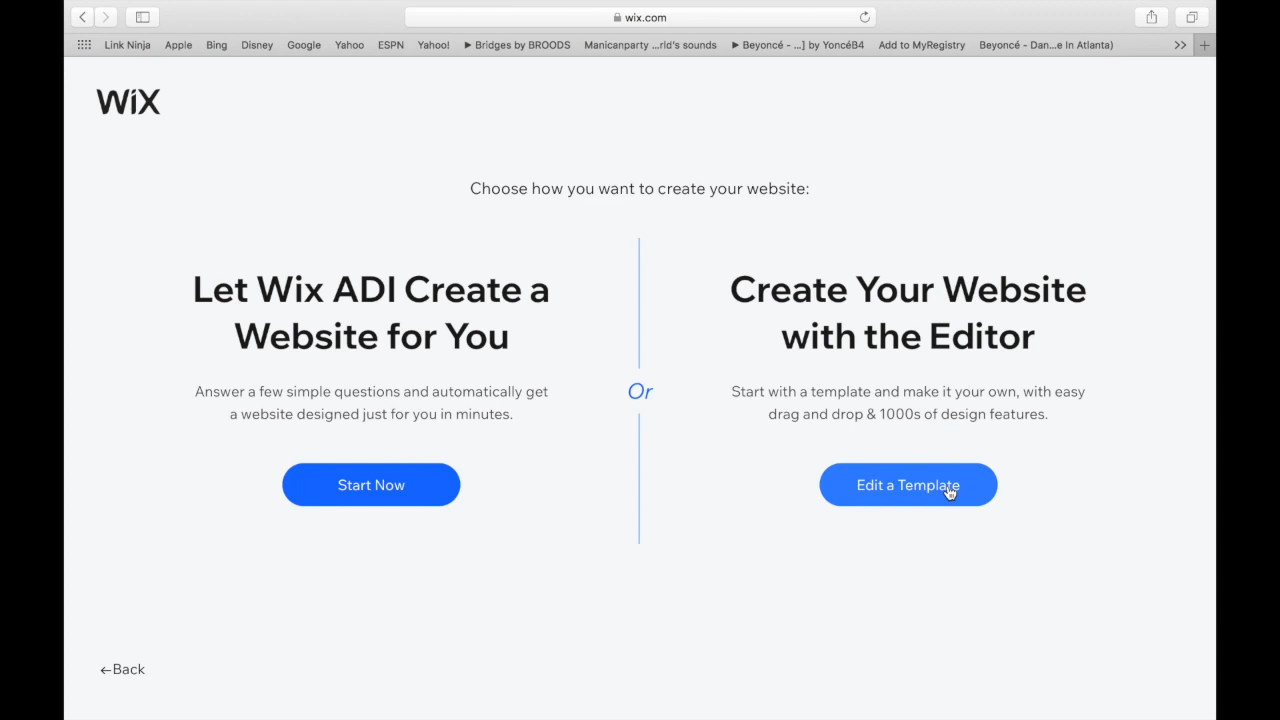 wix.com
Link Ninja Apple Bing Disney Google Yahoo ESPN Yahoo! ▶ Bridges by BROODS Manicanparty ...rld's sounds ▶ Beyoncé - ...] by YoncéB4 Add to MyRegistry Beyoncé - Dan...e In Atlanta) >> +
WiX
Choose how you want to create your website:
Let Wix ADI Create a
Website for You
Answer a few simple questions and automatically get
a website designed just for you in minutes.
Start Now
Or
Create Your Website
with the Editor
Start with a template and make it your own, with easy
drag and drop & 1000s of design features.
Edit a Template
←Back